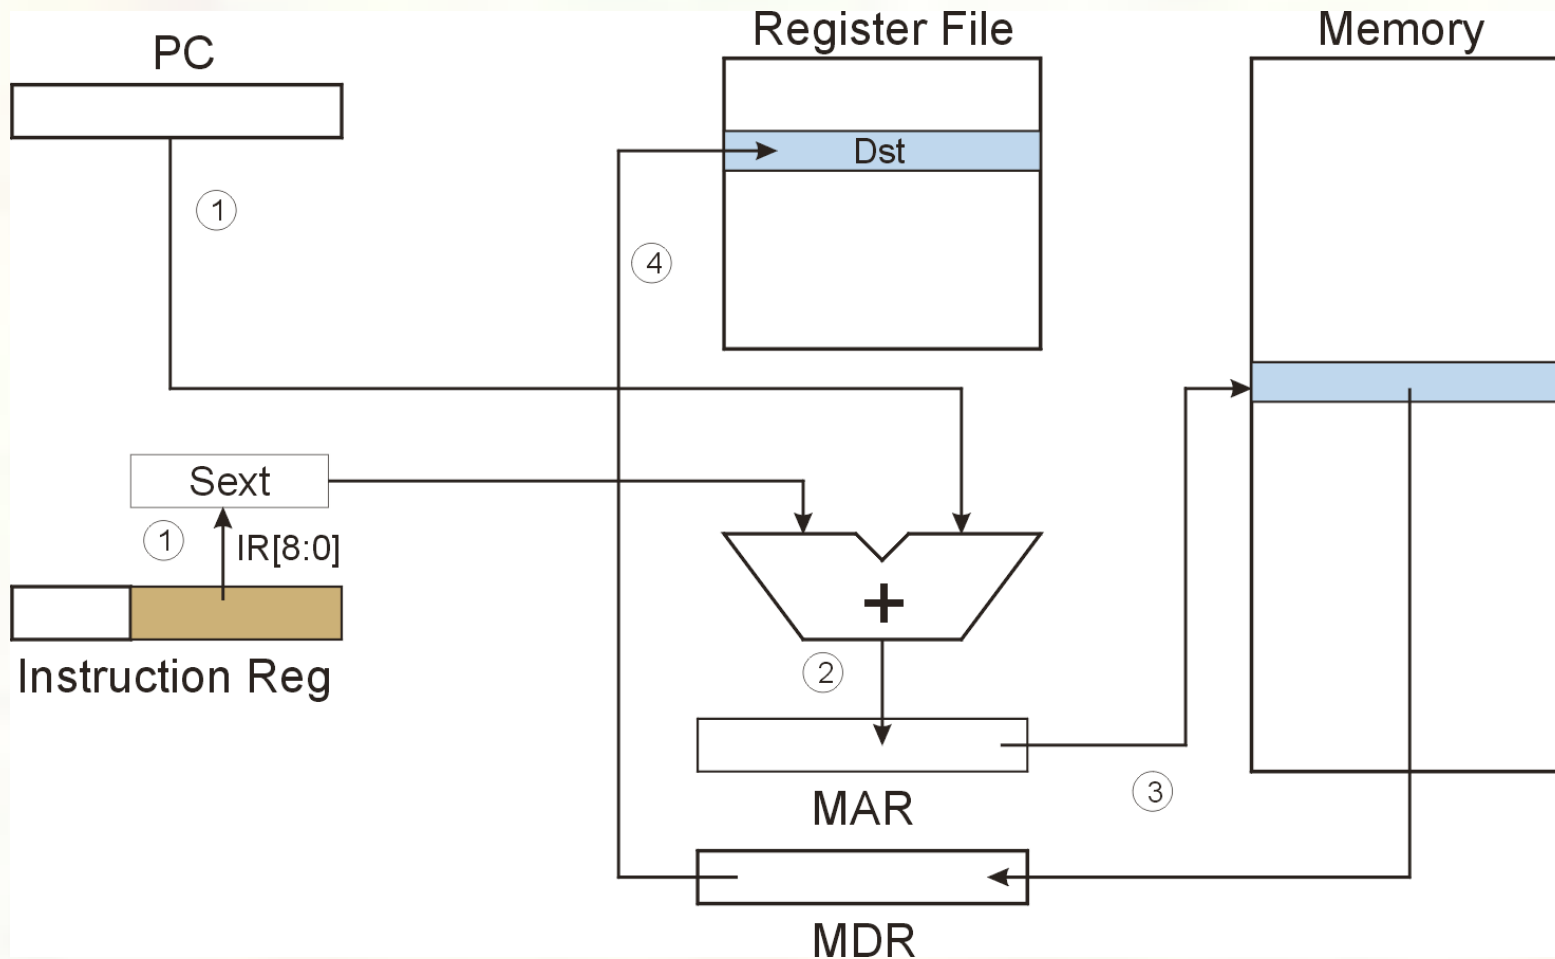 PC
Register File
Memory
Dst
1
4
Sext
1
IR[8:0]
+
Instruction Reg
2
3
MAR
MDR